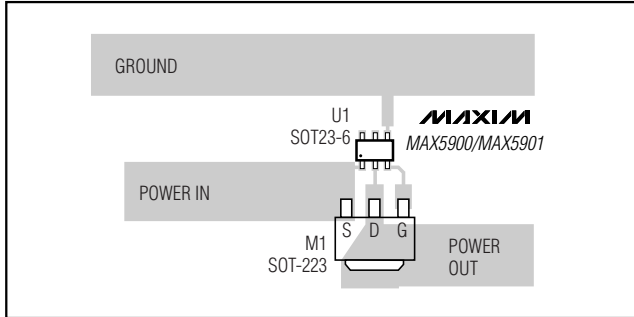 GROUND
U1
SOT23-6
MAXIM
MAX5900/MAX5901
POWER IN
S D G
M1
SOT-223
POWER
OUT